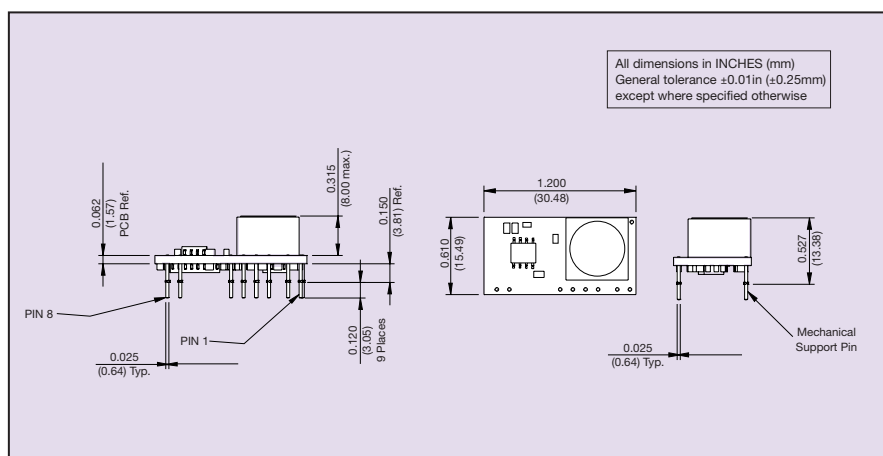 All dimensions in INCHES (mm)
General tolerance ±0.01in (±0.25mm)
except where specified otherwise
0.062
(1.57)
PCB Ref.
0.315
(8.00 max.)
0.150
(3.81) Ref.
1.200
(30.48)
0.610
(15.49)
0.527
(13.38)
PIN 8
PIN 1
0.120
(3.05)
9 Places
0.025
(0.64) Typ.
Mechanical
Support Pin
0.025
(0.64) Typ.